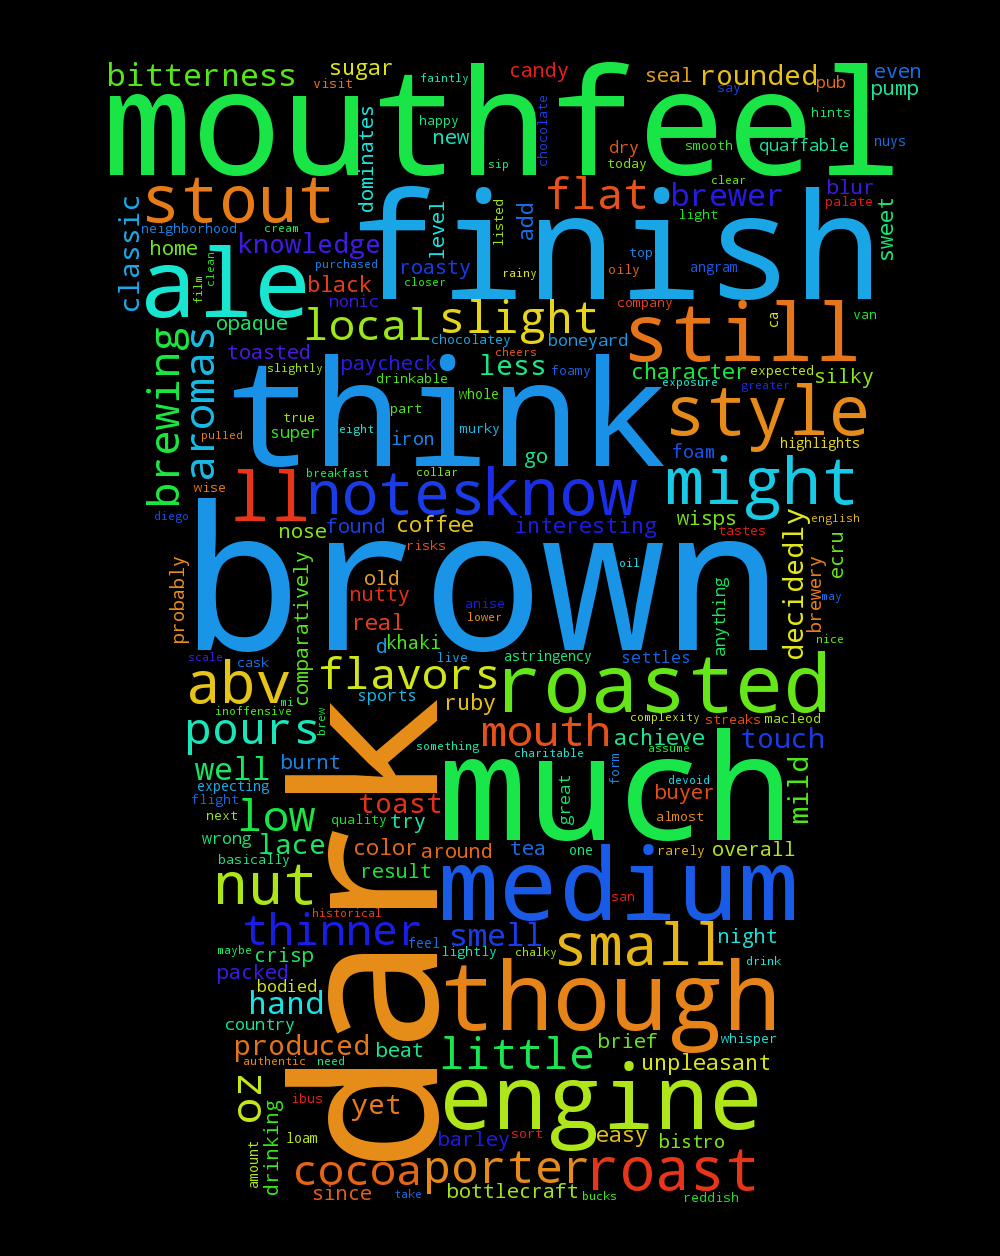 bitterness sugar visit faintly candy seal rounded say pub even pump
mouthfeel
happy new dominates sip chocolate dry today smooth quaffable hints nuys
stout flat brewer clear blur palate
classic neighborhood cream level listed add light sweet
finish
home knowledge clean purchased roasty closer rainy oily top angram
ale
film black nonic company ca van
opaque local slight chocolatey boneyard still
brewing aromas toasted slightly paycheck cheers less foamy character exposure expected greater silky
drinkable
think
true super pulled part eight iron whole murky go style highlights
wise breakfast collar foam
ll notes know might
diego nose found coffee interesting wisps tastes decidedly english ecru
brown
probably comparatively risks old nutty anise lower oil anything brewery may
real d khaki nice
scale cask live astringency settles
abv mi flavors roasted
inoffensive brew sports ruby complexity streaks macleod
pours mouth achieve assume touch
something charitable
dark
much
well burnt expecting form devoid mild
flight toast great buyer
next low quality try almost
wrong lace color around tea one rarely overall
basically result
nut medium
san
historical
thinner feel smell small night
maybe crisp lightly chalky drink
packed bodied
hand though
country whisper
produced beat little brief unpleasant
authentic need
oz ibus yet engine
drinking loam barley sort easy bistro
amount cocoa porter roast
since take bottlecraft bucks reddish